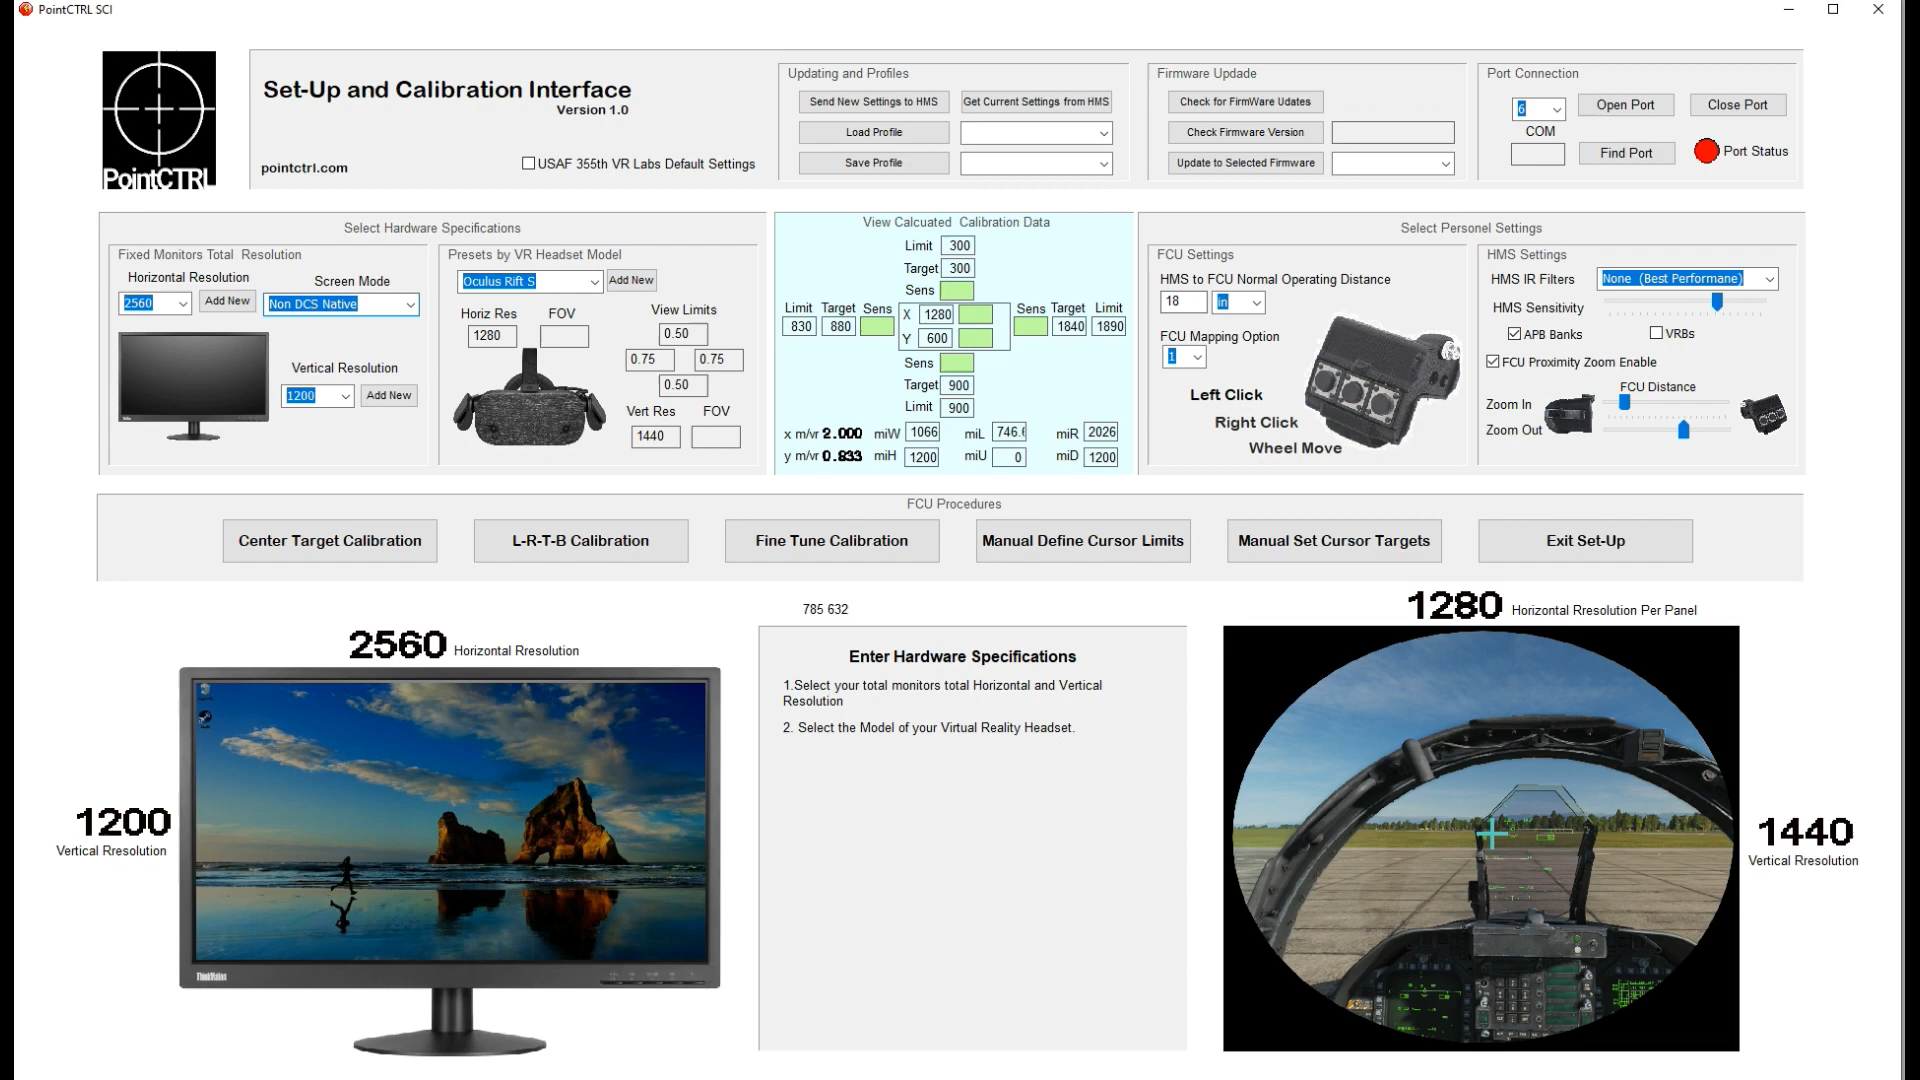 PointCTRL SCI
PointCTRL
Set-Up and Calibration Interface
Version 1.0
pointctrl.com
USAF 355th VR Labs Default Settings
Updating and Profiles
Send New Settings to HMS
Get Current Settings from HMS
Load Profile
Save Profile
Firmware Updade
Check for FirmWare Udates
Check Firmware Version
Update to Selected Firmware
Port Connection
6
Open Port
Close Port
COM
Find Port
Port Status
Select Hardware Specifications
Fixed Monitors Total Resolution
Horizontal Resolution
Screen Mode
2560
Add New
Non DCS Native
Vertical Resolution
1200
Add New
Presets by VR Headset Model
Oculus Rift S
Add New
Horiz Res
FOV
View Limits
1280
0.50
0.75
0.75
0.50
Vert Res
FOV
1440
View Calcuated Calibration Data
Limit 300
Target 300
Sens
Limit Target Sens X 1280 Sens Target Limit
830 880 1840 1890
Y 600
Sens
Target 900
Limit 900
x m/vr 2.000 miW 1066 miL 746.6 miR 2026
y m/vr 0.833 miH 1200 miU 0 miD 1200
Select Personel Settings
FCU Settings
HMS to FCU Normal Operating Distance
18 in
FCU Mapping Option
1
Left Click
Right Click
Wheel Move
HMS Settings
HMS IR Filters None (Best Performane)
HMS Sensitivity
APB Banks
VRBs
FCU Proximity Zoom Enable
FCU Distance
Zoom In
Zoom Out
FCU Procedures
Center Target Calibration
L-R-T-B Calibration
Fine Tune Calibration
Manual Define Cursor Limits
Manual Set Cursor Targets
Exit Set-Up
2560 Horizontal Rresolution
1200
Vertical Rresolution
ThinkVision
785 632
Enter Hardware Specifications
1.Select your total monitors total Horizontal and Vertical
Resolution
2. Select the Model of your Virtual Reality Headset.
1280 Horizontal Rresolution Per Panel
1440
Vertical Rresolution